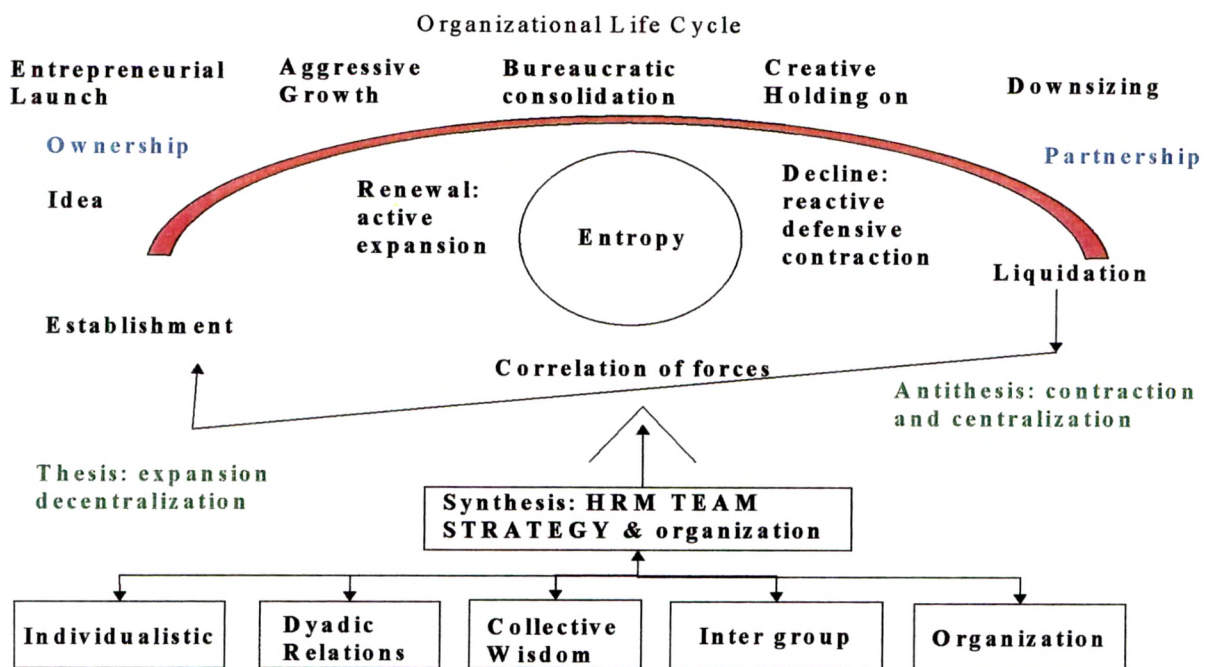 Organizational Life Cycle
Entrepreneurial
Launch
Aggressive
Growth
Bureaucratic
consolidation
Creative
Holding on
Downsizing
Ownership
Partnership
Idea
Renewal:
active
expansion
Entropy
Decline:
reactive
defensive
contraction
Liquidation
Establishment
Correlation of forces
Antithesis: contraction
and centralization
Thesis: expansion
decentralization
Synthesis: HRM TEAM
STRATEGY & organization
Individualistic
Dyadic
Relations
Collective
Wisdom
Inter group
Organization